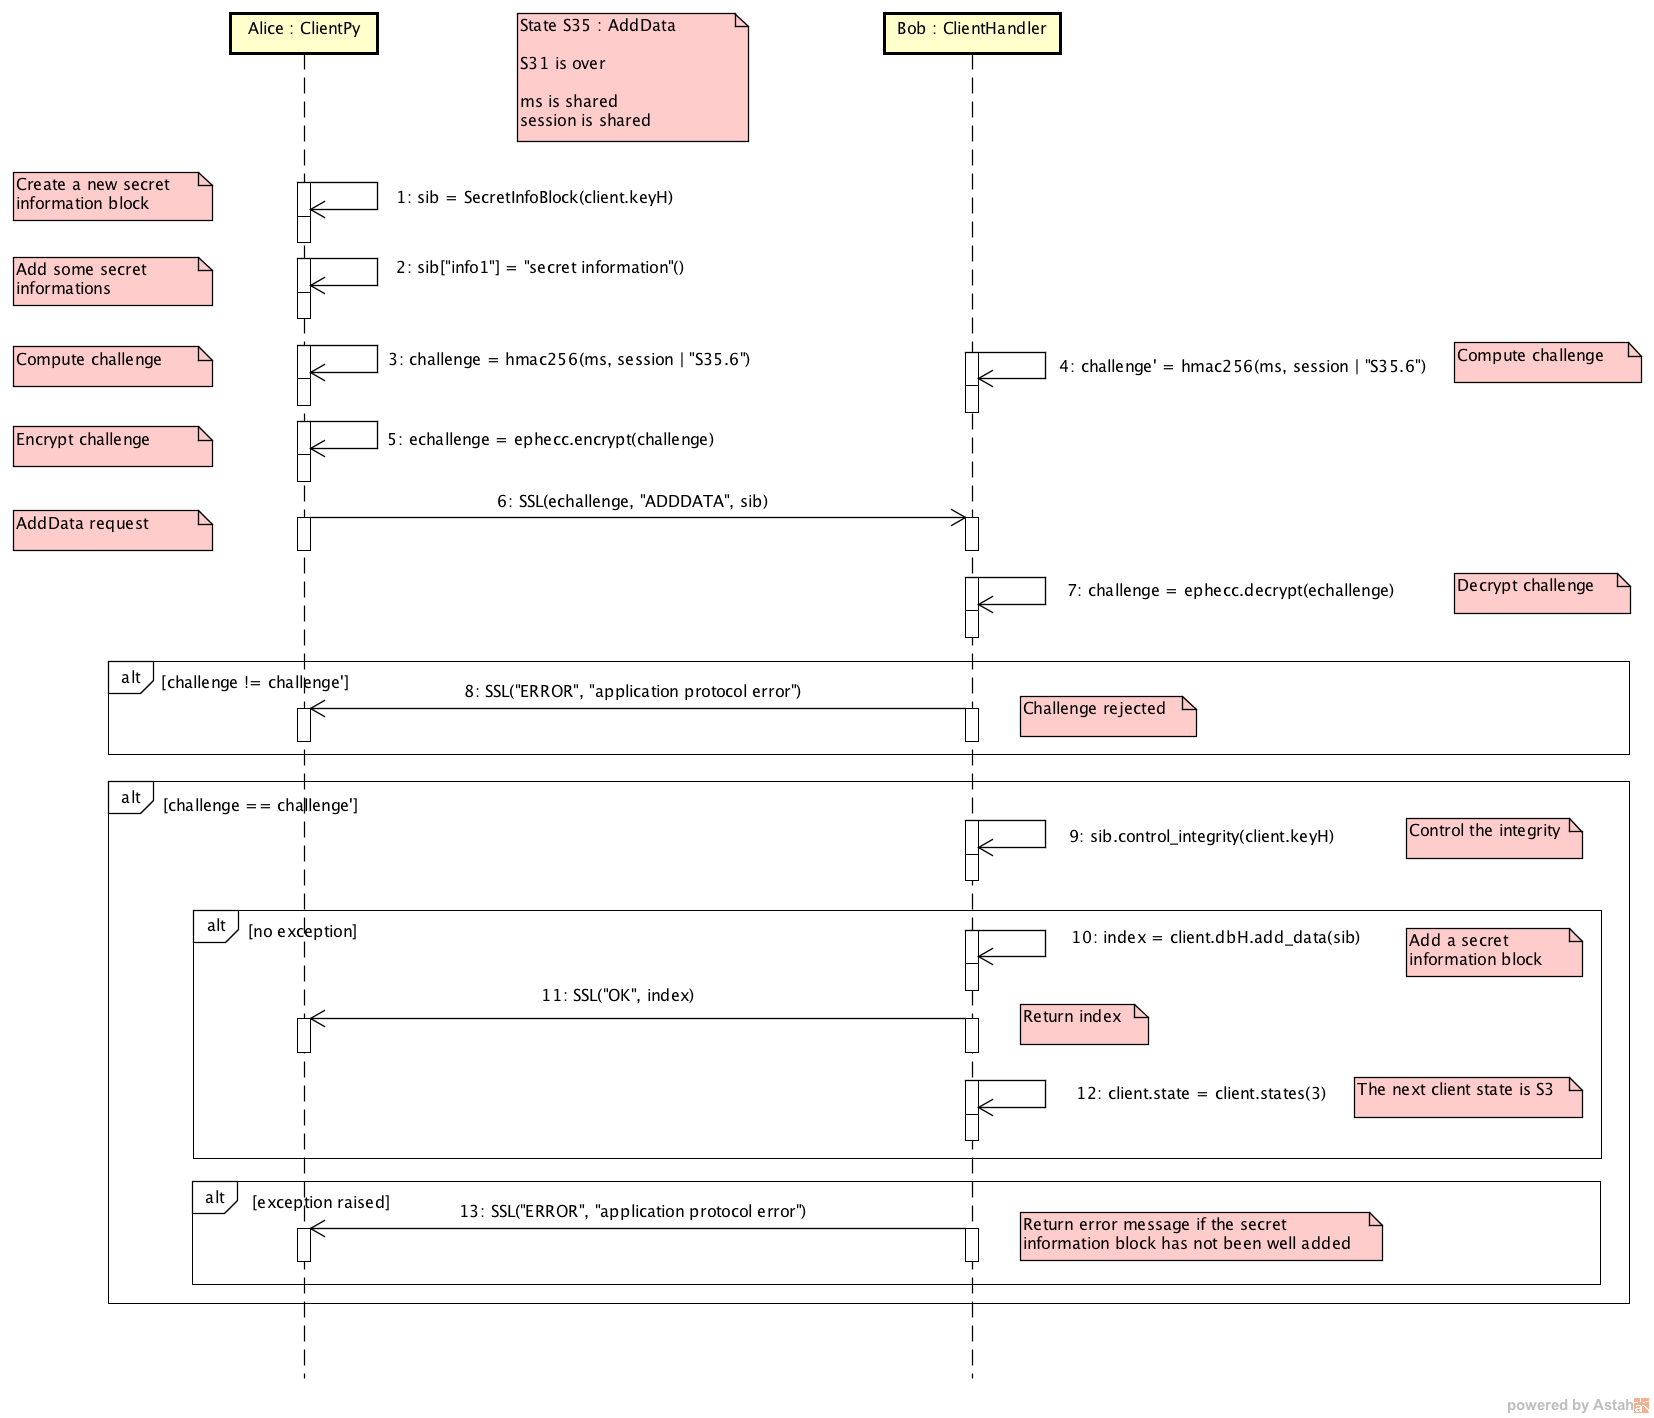 Alice : ClientPy
State S35 : AddData
S31 is over
ms is shared
session is shared
Bob : ClientHandler
Create a new secret
information block
1: sib = SecretInfoBlock(client.keyH)
Add some secret
informations
2: sib["info1"] = "secret information"()
Compute challenge
3: challenge = hmac256(ms, session | "S35.6")
4: challenge' = hmac256(ms, session | "S35.6")
Compute challenge
Encrypt challenge
5: echallenge = ephecc.encrypt(challenge)
6: SSL(echallenge, "ADDDATA", sib)
AddData request
7: challenge = ephecc.decrypt(echallenge)
Decrypt challenge
alt
[challenge != challenge']
8: SSL("ERROR", "application protocol error")
Challenge rejected
alt
[challenge == challenge']
9: sib.control_integrity(client.keyH)
Control the integrity
alt
[no exception]
10: index = client.dbH.add_data(sib)
Add a secret
information block
11: SSL("OK", index)
Return index
12: client.state = client.states(3)
The next client state is S3
alt
[exception raised]
13: SSL("ERROR", "application protocol error")
Return error message if the secret
information block has not been well added
powered by Astah